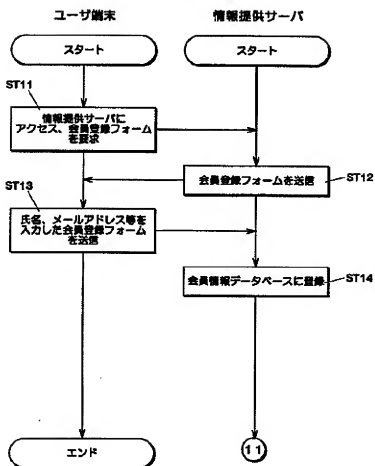 ユーザ端末
情報提供サーバ
スタート
スタート
ST11
情報提供サーバに
アクセス、会員登録フォーム
を要求
会員登録フォームを送信
ST12
ST13
氏名、メールアドレス等を
入力した会員登録フォーム
を送信
会員情報データベースに登録
ST14
エンド
11